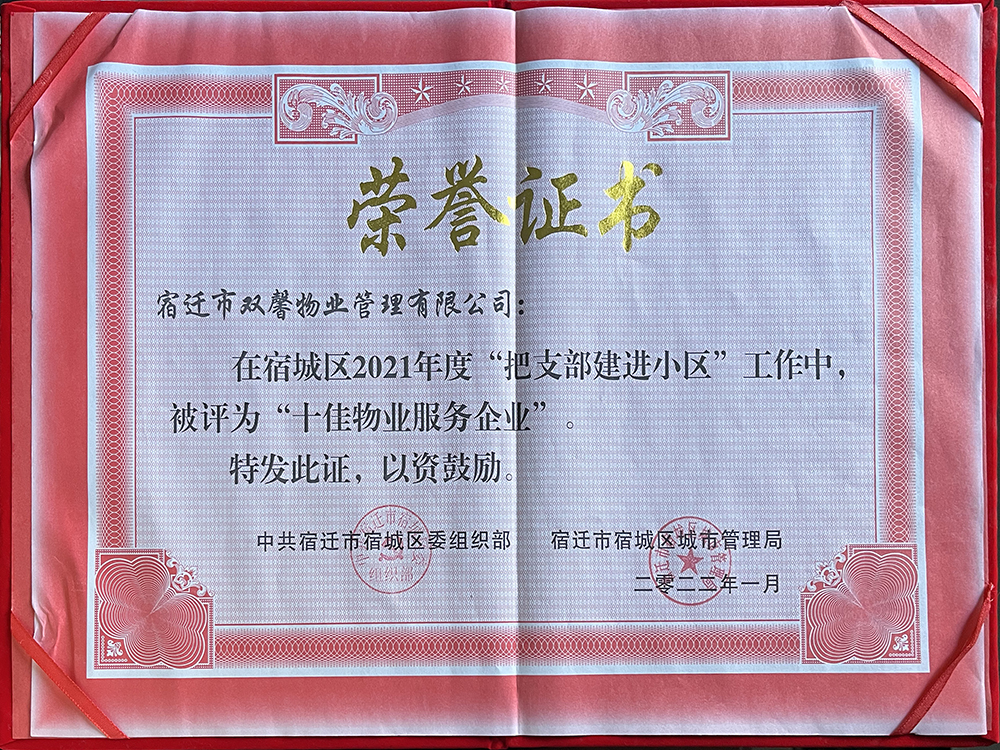 荣誉证书
宿迁市双馨物业管理有限公司：
在宿城区2021年度“把支部建进小区”工作中，
被评为“十佳物业服务企业”。
特发此证，以资鼓励。
中共宿迁市宿城区委组织部 宿迁市宿城区城市管理局
二零二二年一月
组织部